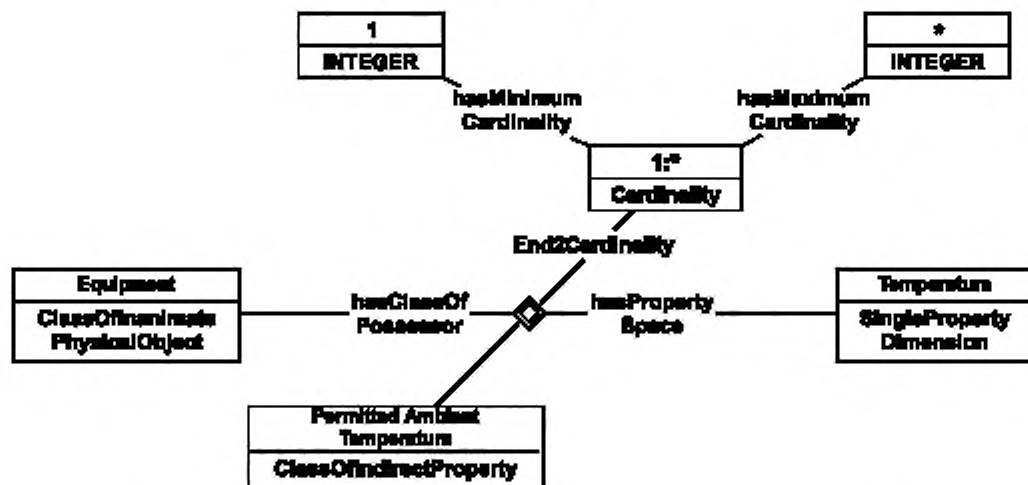 1
INTEGER
*
INTEGER
hasMinimum
Cardinality
hasMaximum
Cardinality
1:*
Cardinality
End2Cardinality
Equipment
ClassOfInanimate
PhysicalObject
hasClassOf
Possessor
hasProperty
Space
Temperature
SingleProperty
Dimension
Permitted Ambient
Temperature
ClassOfIndirectProperty